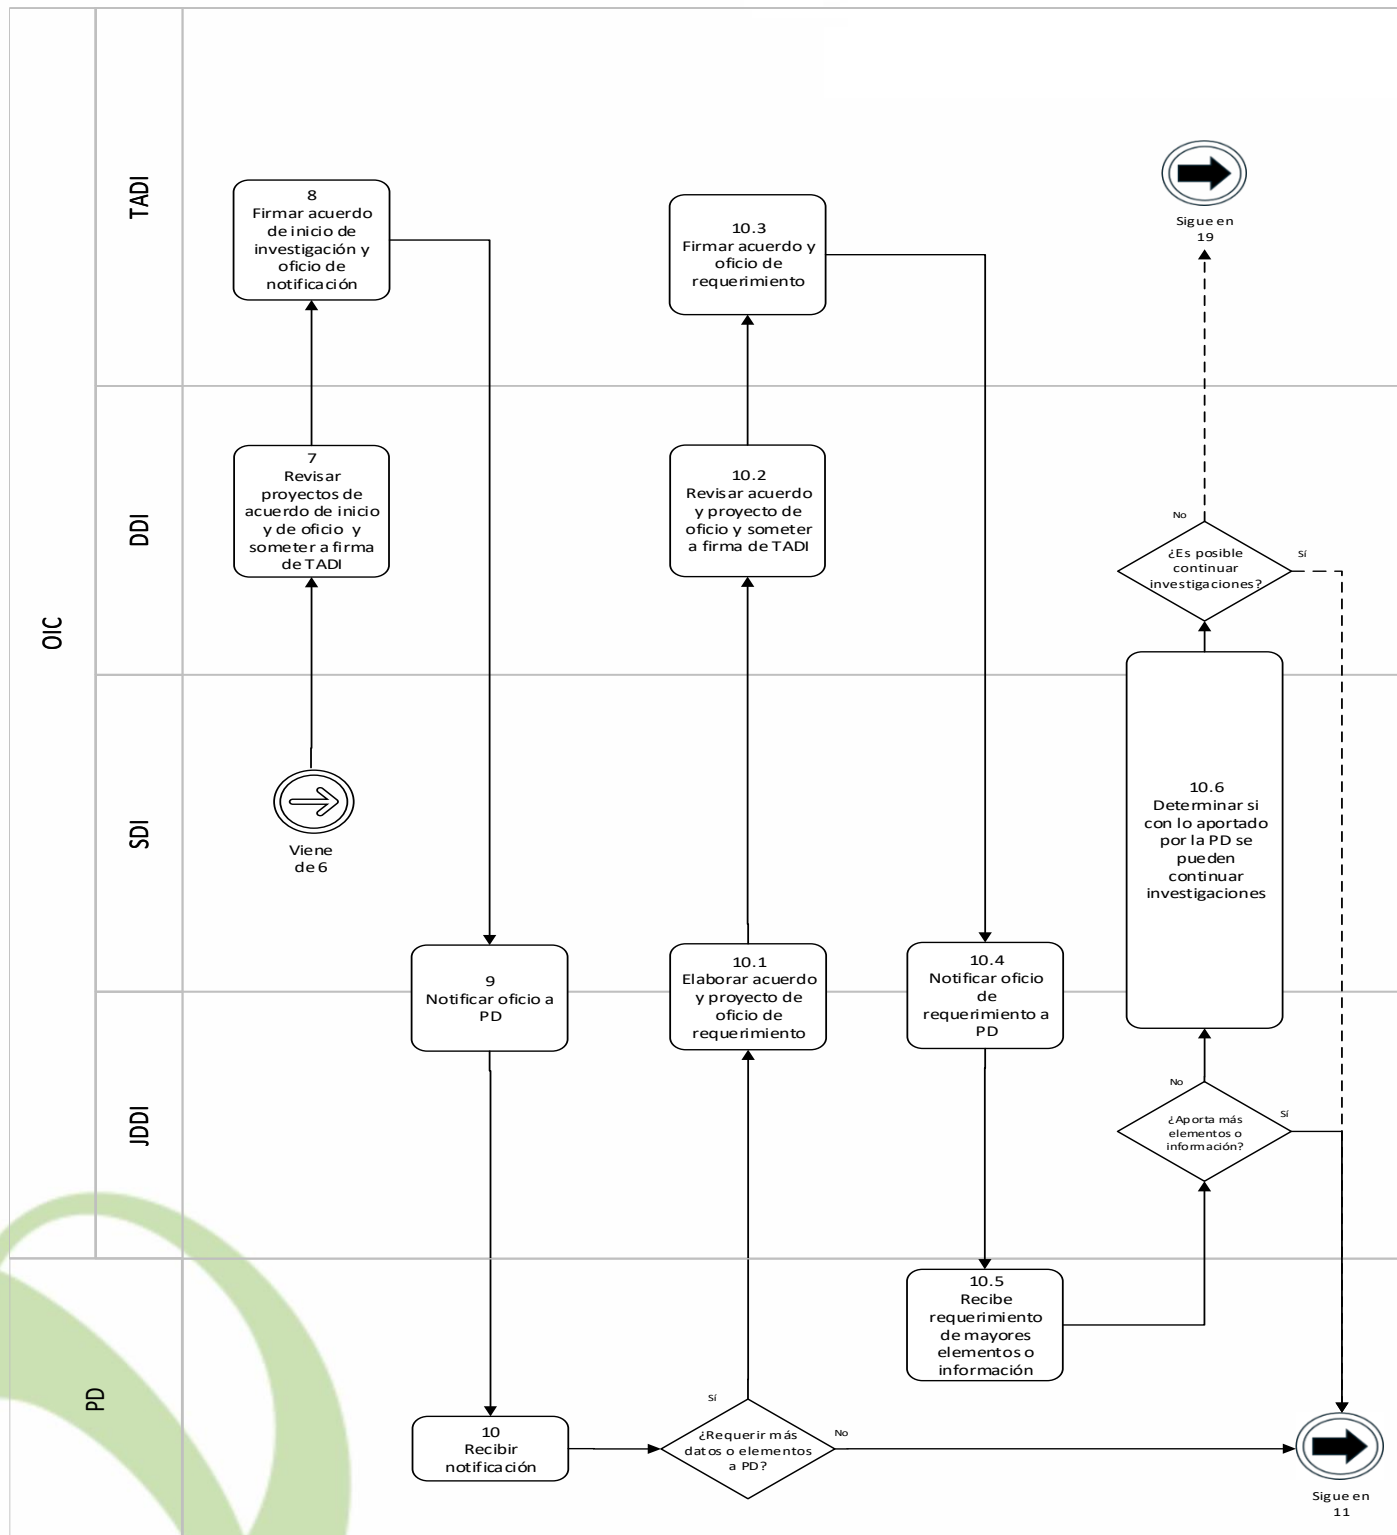 OIC
TADI
DDI
SDI
JDDI
PD
8
Firmar acuerdo
de inicio de
investigación y
oficio de
notificación
7
Revisar
proyectos de
acuerdo de inicio
y de oficio y
someter a firma
de TADI
Viene
de 6
9
Notificar oficio a
PD
10
Recibir
notificación
¿Requerir más
datos o elementos
a PD?
Sí
No
10.1
Elaborar acuerdo
y proyecto de
oficio de
requerimiento
10.2
Revisar acuerdo
y proyecto de
oficio y someter
a firma de TADI
10.3
Firmar acuerdo y
oficio de
requerimiento
10.4
Notificar oficio
de
requerimiento a
PD
10.5
Recibe
requerimiento
de mayores
elementos o
información
¿Aporta más
elementos o
información?
No
Sí
10.6
Determinar si
con lo aportado
por la PD se
pueden
continuar
investigaciones
¿Es posible
continuar
investigaciones?
No
Sí
Sigue en
19
Sigue en
11